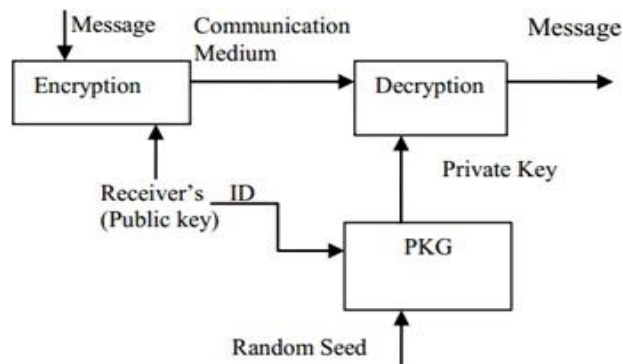 Message
Communication
Medium
Message
Encryption
Decryption
Private Key
Receiver's ID
(Public key)
PKG
Random Seed